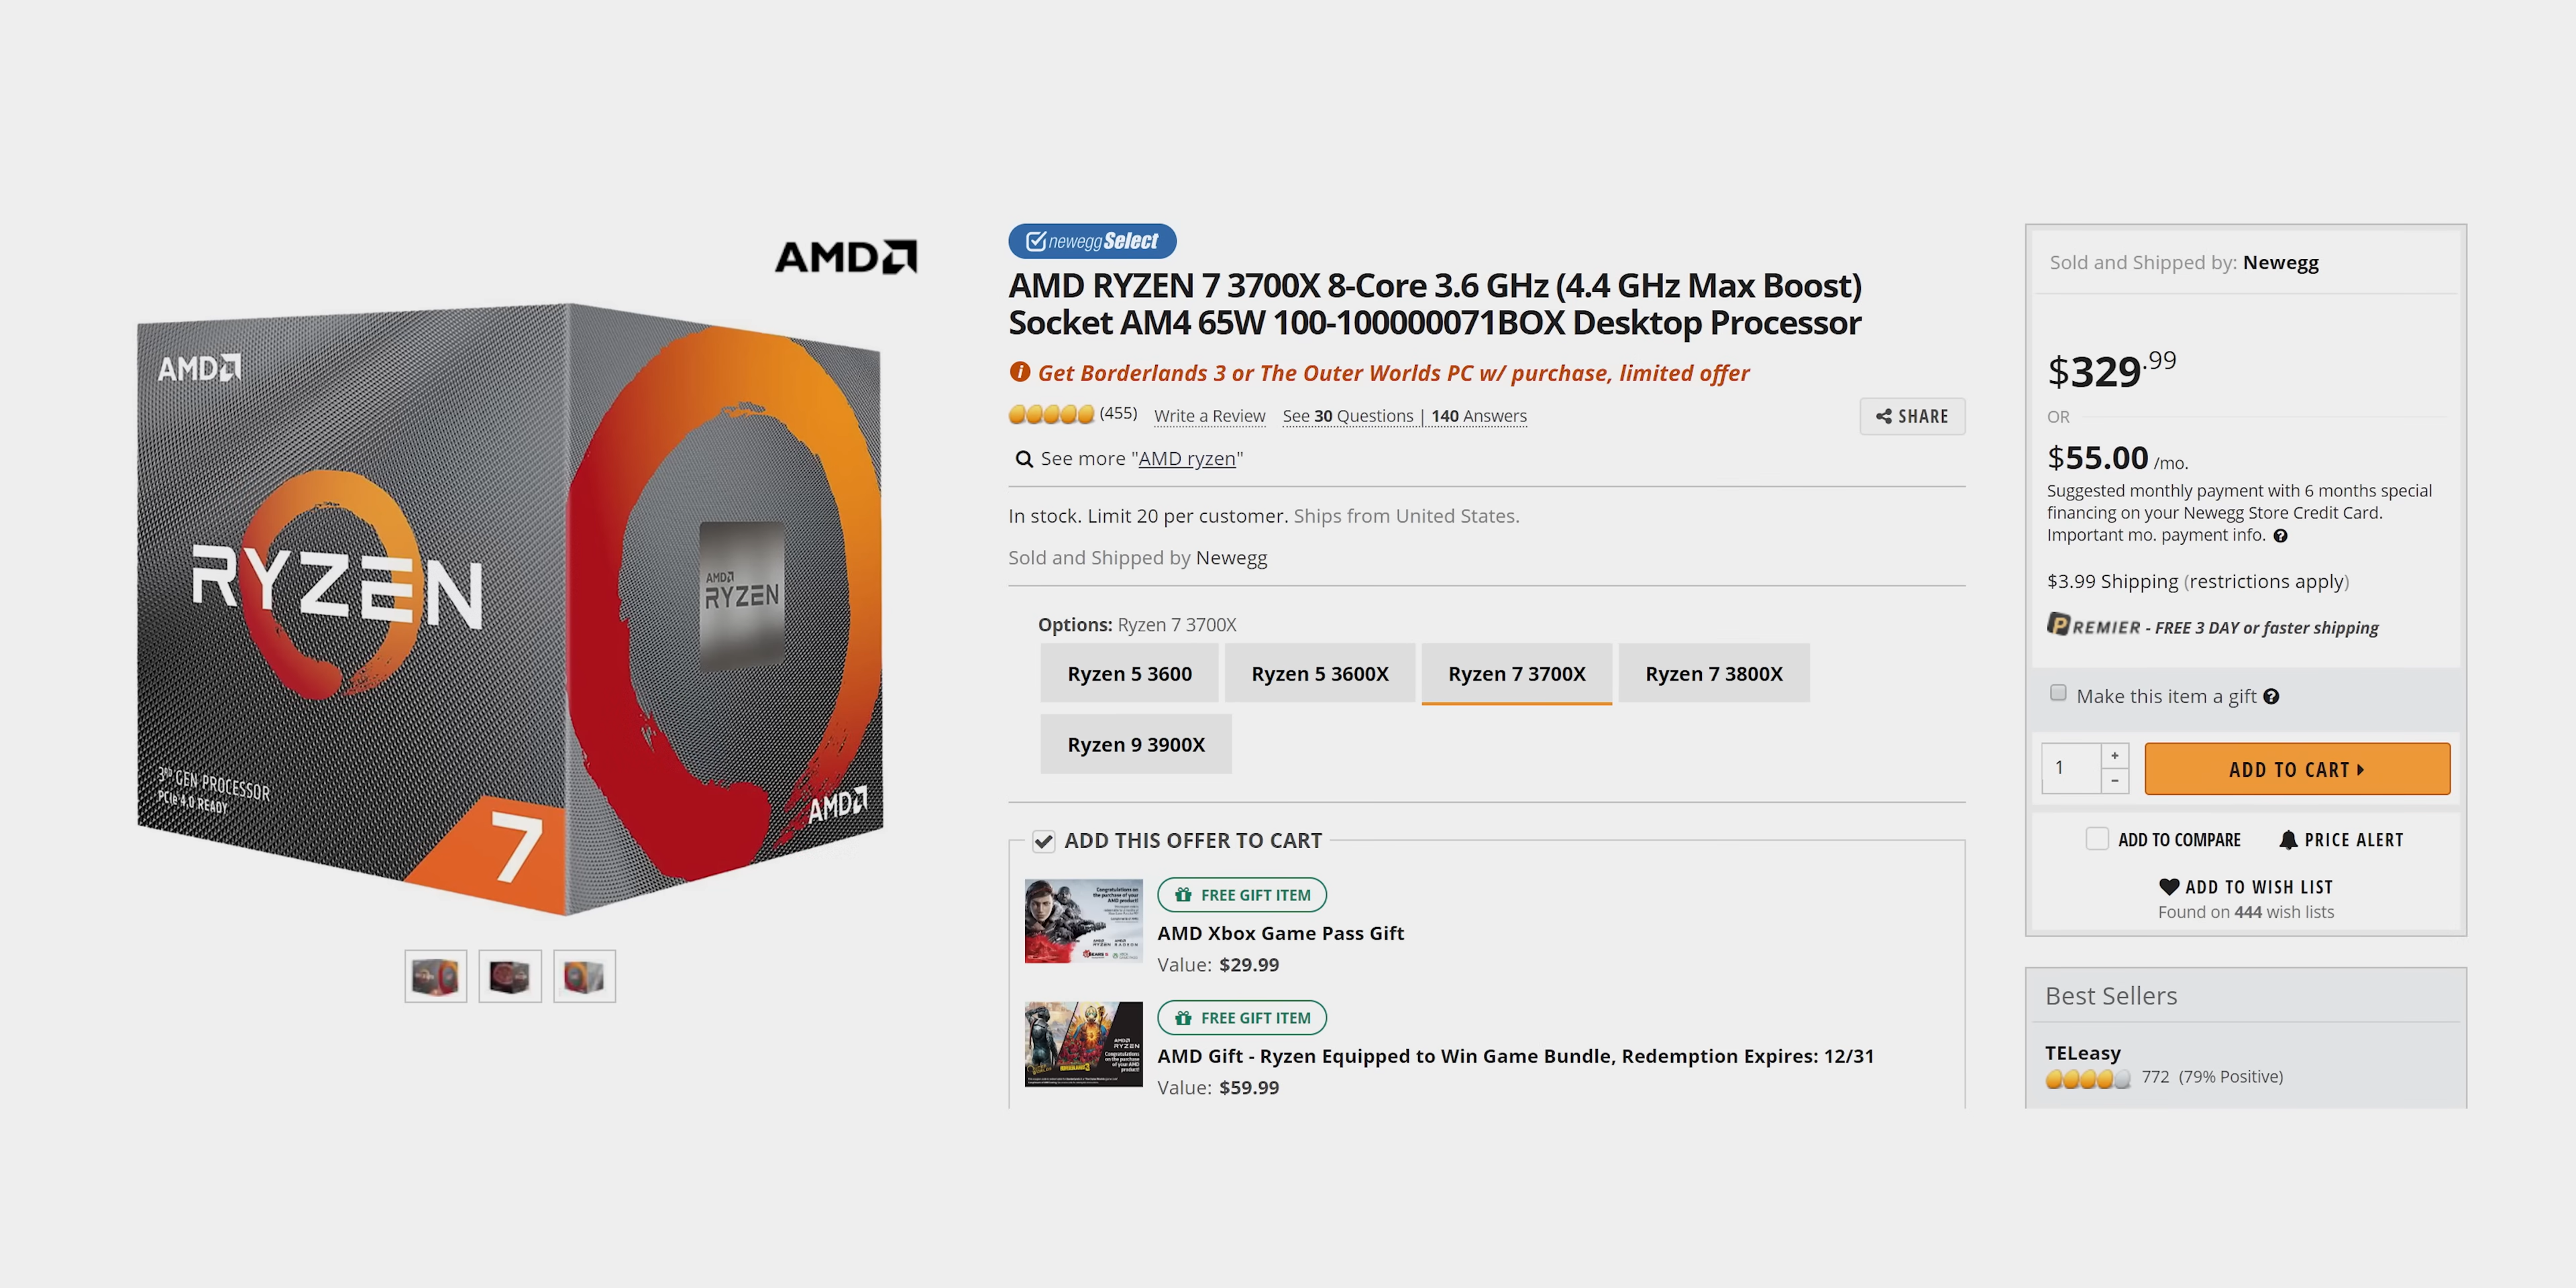 AMD
AMD
RYZEN
3RD GEN PROCESSOR
PCIe 4.0 READY
7
AMD
RYZEN
AMD
newegg Select
AMD RYZEN 7 3700X 8-Core 3.6 GHz (4.4 GHz Max Boost)
Socket AM4 65W 100-100000071BOX Desktop Processor
Get Borderlands 3 or The Outer Worlds PC w/ purchase, limited offer
(455) Write a Review See 30 Questions | 140 Answers
SHARE
See more "AMD ryzen"
In stock. Limit 20 per customer. Ships from United States.
Sold and Shipped by Newegg
Options: Ryzen 7 3700X
Ryzen 5 3600 Ryzen 5 3600X Ryzen 7 3700X Ryzen 7 3800X
Ryzen 9 3900X
ADD THIS OFFER TO CART
FREE GIFT ITEM
AMD Xbox Game Pass Gift
Value: $29.99
FREE GIFT ITEM
AMD Gift - Ryzen Equipped to Win Game Bundle, Redemption Expires: 12/31
Value: $59.99
Sold and Shipped by: Newegg
$329.99
OR
$55.00 /mo.
Suggested monthly payment with 6 months special
financing on your Newegg Store Credit Card.
Important mo. payment info. ?
$3.99 Shipping (restrictions apply)
PREMIER - FREE 3 DAY or faster shipping
Make this item a gift ?
1 + −
ADD TO CART
ADD TO COMPARE PRICE ALERT
ADD TO WISH LIST
Found on 444 wish lists
Best Sellers
TELeasy
772 (79% Positive)